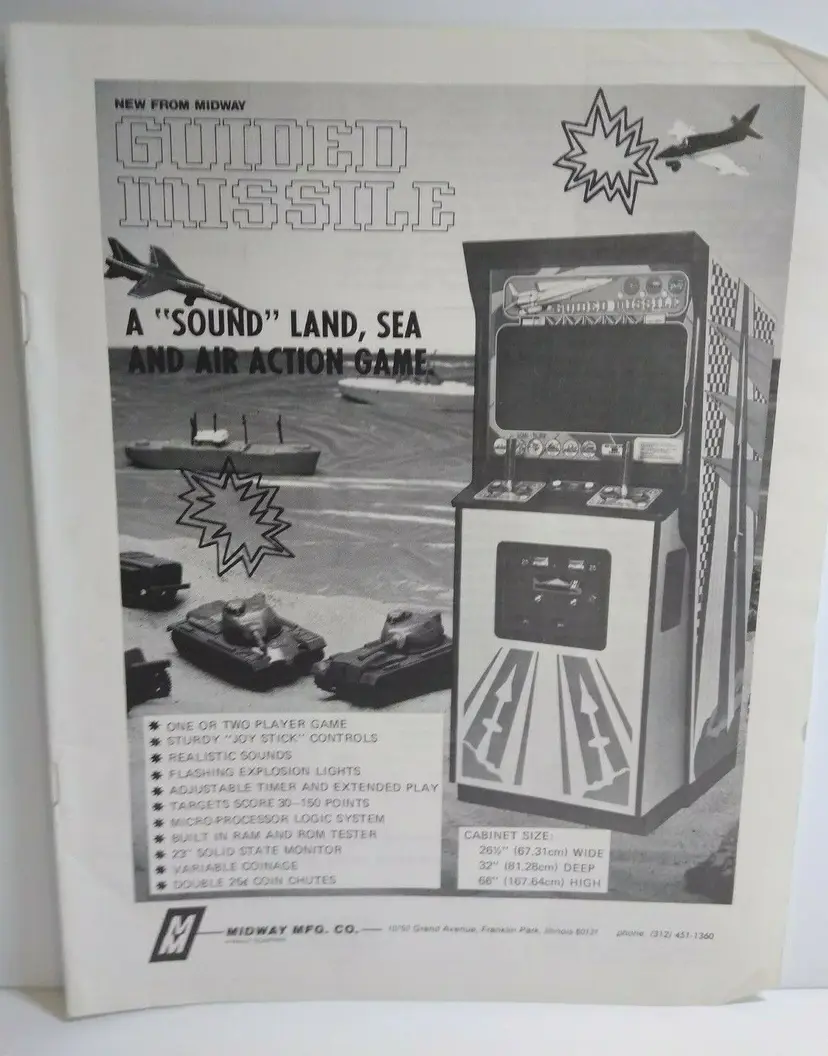 NEW FROM MIDWAY
GUIDED
MISSILE
A "SOUND" LAND, SEA
AND AIR ACTION GAME.
GUIDED MISSILE
✷ ONE OR TWO PLAYER GAME
✷ STURDY "JOY STICK" CONTROLS
✷ REALISTIC SOUNDS
✷ FLASHING EXPLOSION LIGHTS
✷ ADJUSTABLE TIMER AND EXTENDED PLAY
✷ TARGETS SCORE 30–150 POINTS
✷ MICRO-PROCESSOR LOGIC SYSTEM
✷ BUILT IN RAM AND ROM TESTER
✷ 23" SOLID STATE MONITOR
✷ VARIABLE COINAGE
✷ DOUBLE 25¢ COIN CHUTES
CABINET SIZE:
26½" (67.31cm) WIDE
32" (81.28cm) DEEP
66" (167.64cm) HIGH
MIDWAY MFG. CO. — 10750 Grand Avenue, Franklin Park, Illinois 60131 phone: (312) 451-1360